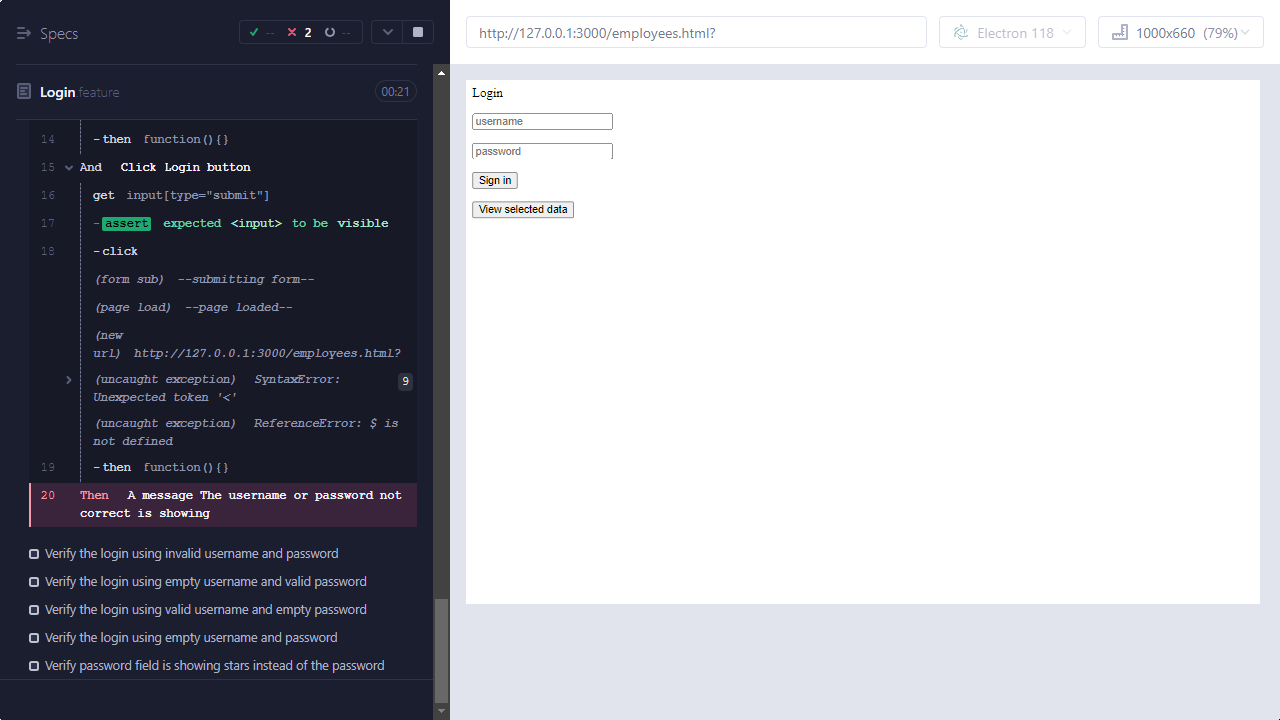 Specs
-- 2 --
Login.feature
00:21
14 -then function(){}
15 And Click Login button
16 get input[type="submit"]
17 -assert expected <input> to be visible
18 -click
(form sub) --submitting form--
(page load) --page loaded--
(new
url) http://127.0.0.1:3000/employees.html?
(uncaught exception) SyntaxError: 9
Unexpected token '<'
(uncaught exception) ReferenceError: $ is
not defined
19 -then function(){}
20 Then A message The username or password not
correct is showing
Verify the login using invalid username and password
Verify the login using empty username and valid password
Verify the login using valid username and empty password
Verify the login using empty username and password
Verify password field is showing stars instead of the password
http://127.0.0.1:3000/employees.html?
Electron 118
1000x660 (79%)
Login
username
password
Sign in
View selected data